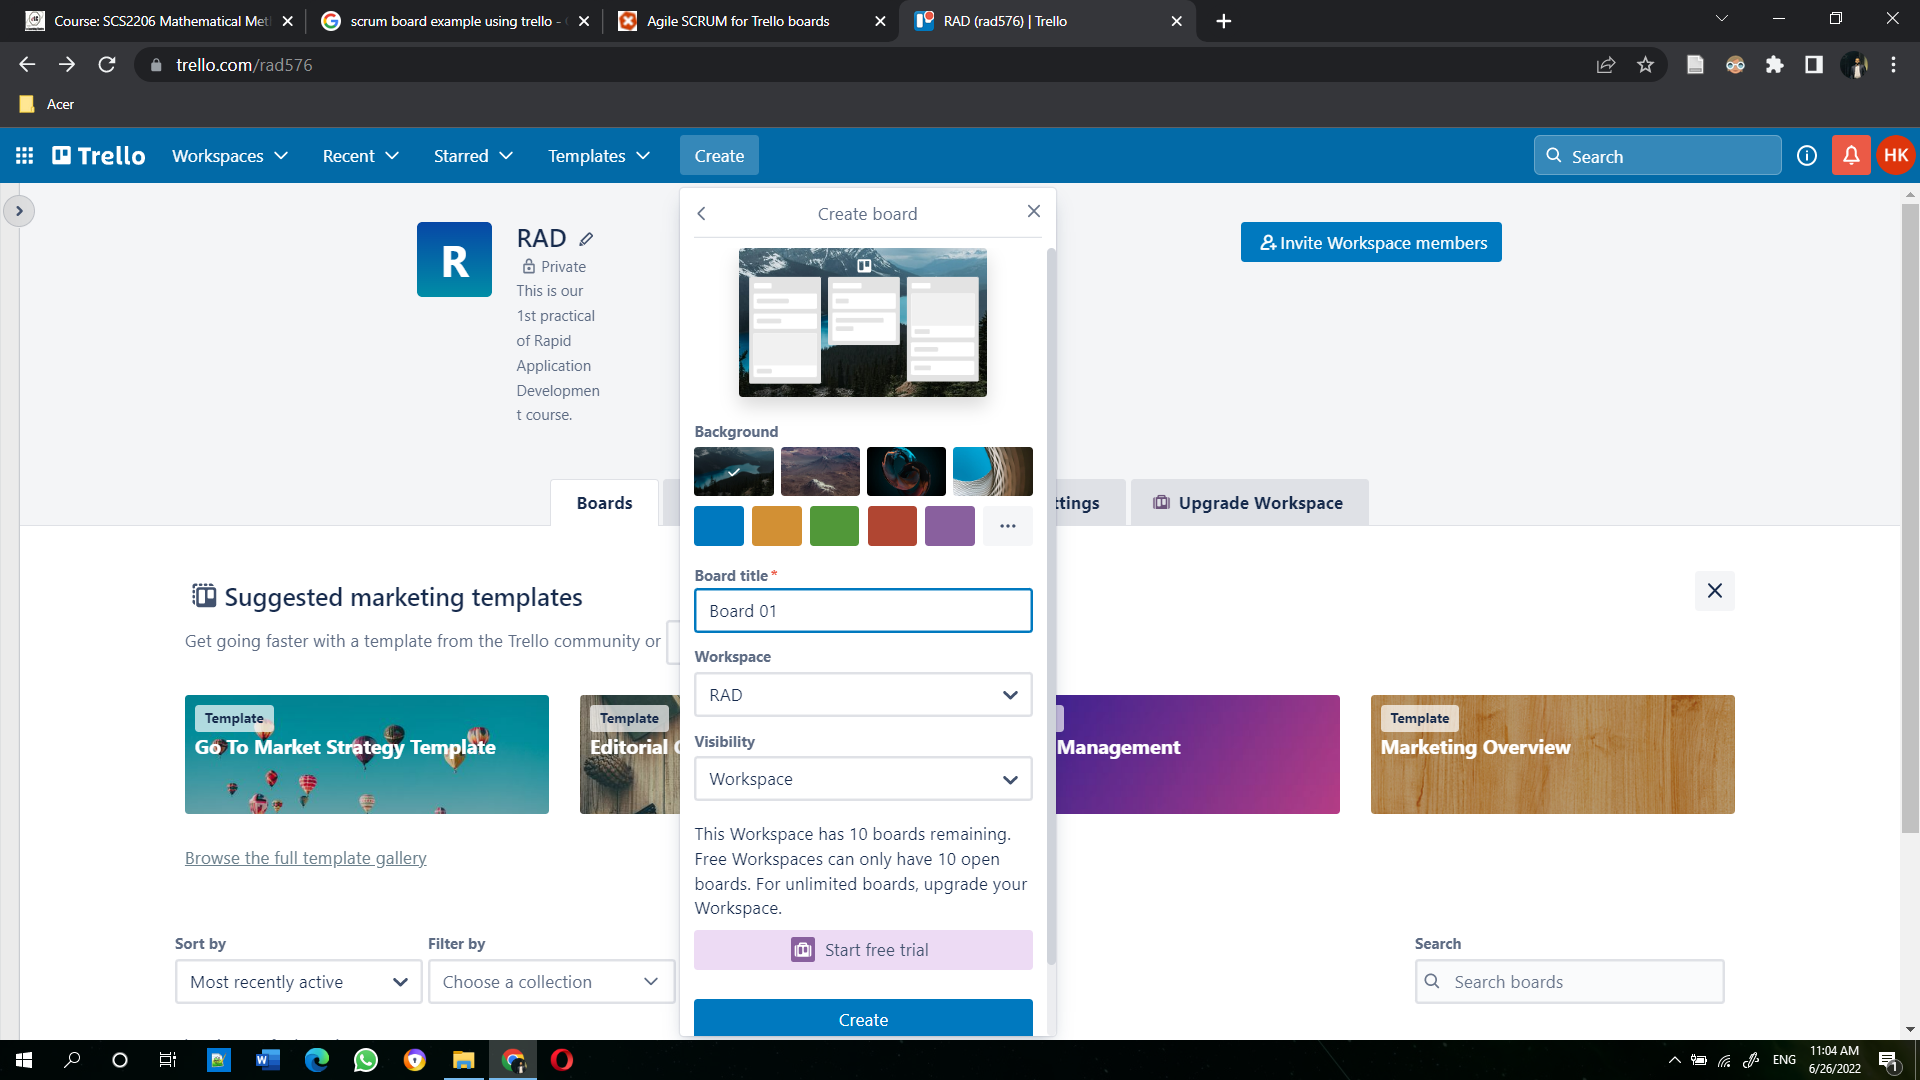 Course: SCS2206 Mathematical Met
scrum board example using trello -
Agile SCRUM for Trello boards
RAD (rad576) | Trello
trello.com/rad576
Acer
Trello
Workspaces
Recent
Starred
Templates
Create
Search
HK
R
RAD
Private
This is our
1st practical
of Rapid
Application
Developmen
t course.
Invite Workspace members
Create board
Background
Board title*
Board 01
Workspace
RAD
Visibility
Workspace
This Workspace has 10 boards remaining.
Free Workspaces can only have 10 open
boards. For unlimited boards, upgrade your
Workspace.
Start free trial
Create
Boards
ttings
Upgrade Workspace
Suggested marketing templates
Get going faster with a template from the Trello community or
Template
Go To Market Strategy Template
Template
Editorial
Management
Template
Marketing Overview
Browse the full template gallery
Sort by
Most recently active
Filter by
Choose a collection
Search
Search boards
ENG
11:04 AM
6/26/2022
1